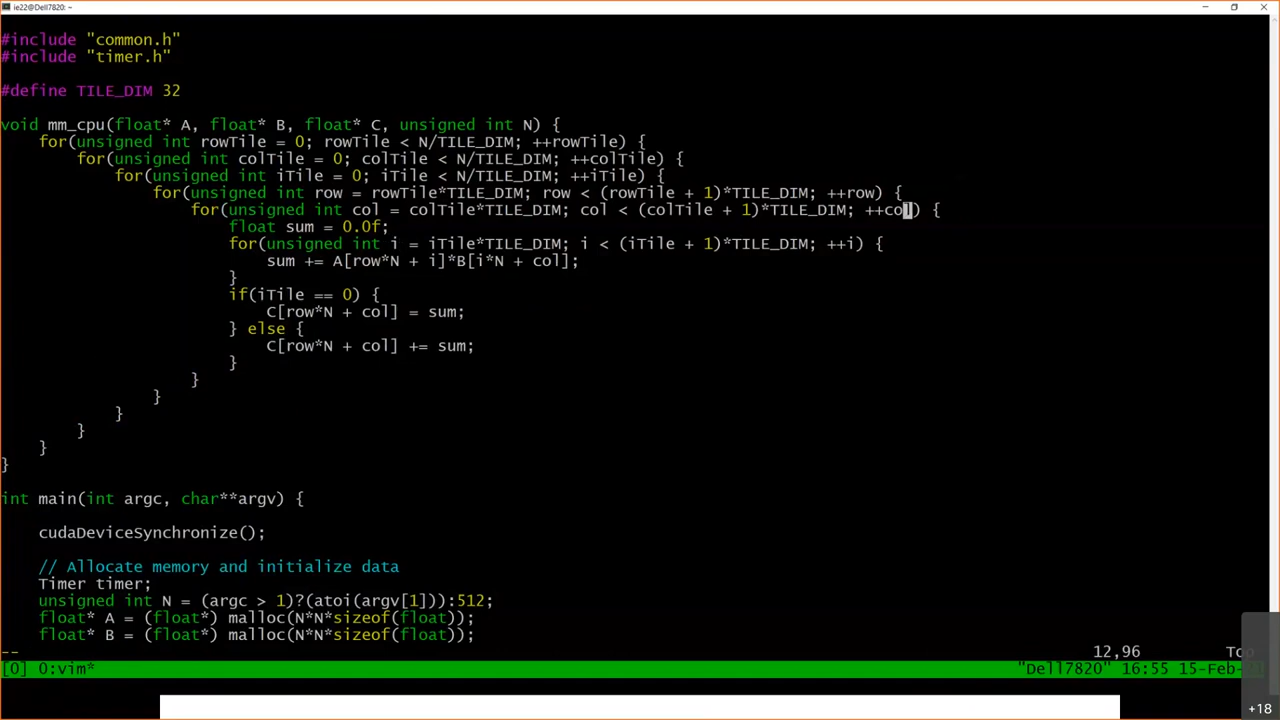 ie22@Dell7820: ~
#include "common.h"
#include "timer.h"
#define TILE_DIM 32
void mm_cpu(float* A, float* B, float* C, unsigned int N) {
for(unsigned int rowTile = 0; rowTile < N/TILE_DIM; ++rowTile) {
for(unsigned int colTile = 0; colTile < N/TILE_DIM; ++colTile) {
for(unsigned int iTile = 0; iTile < N/TILE_DIM; ++iTile) {
for(unsigned int row = rowTile*TILE_DIM; row < (rowTile + 1)*TILE_DIM; ++row) {
for(unsigned int col = colTile*TILE_DIM; col < (colTile + 1)*TILE_DIM; ++col) {
float sum = 0.0f;
for(unsigned int i = iTile*TILE_DIM; i < (iTile + 1)*TILE_DIM; ++i) {
sum += A[row*N + i]*B[i*N + col];
}
if(iTile == 0) {
C[row*N + col] = sum;
} else {
C[row*N + col] += sum;
}
}
}
}
}
}
}
int main(int argc, char**argv) {
cudaDeviceSynchronize();
// Allocate memory and initialize data
Timer timer;
unsigned int N = (argc > 1)?(atoi(argv[1])):512;
float* A = (float*) malloc(N*N*sizeof(float));
float* B = (float*) malloc(N*N*sizeof(float));
-- 12,96 Top
[0] 0:vim* "Dell7820" 16:55 15-Feb-
+18